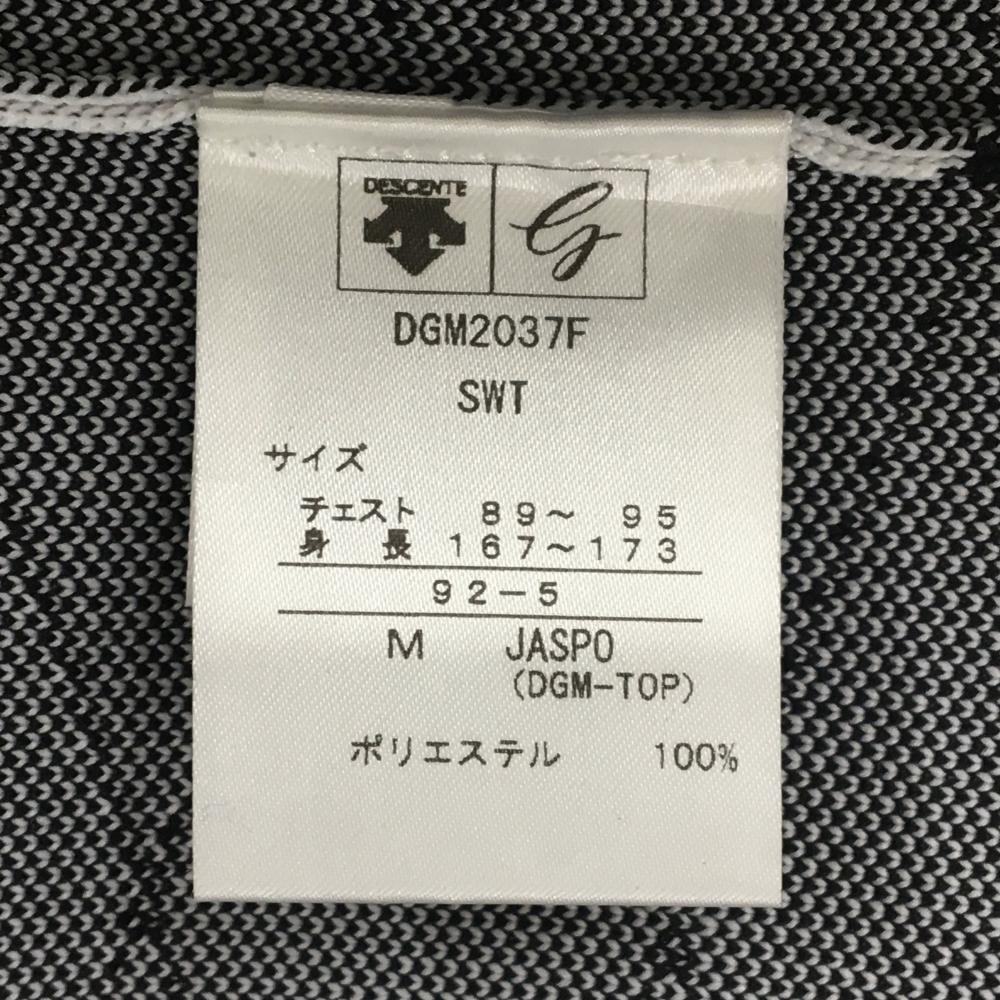 DESCENTE G
DGM2037F
SWT
サイズ
チェスト 89～ 95
身 長 167～173
92-5
M JASPO
(DGM-TOP)
ポリエステル 100%